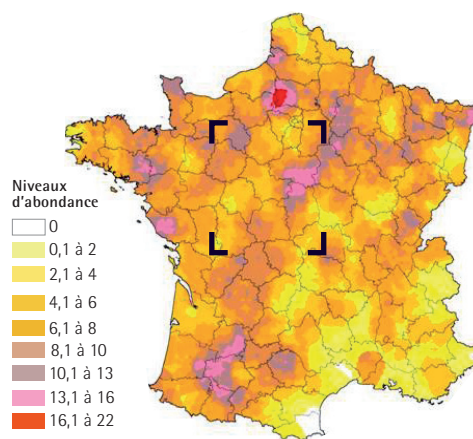 Niveaux
d'abondance
0
0,1 à 2
2,1 à 4
4,1 à 6
6,1 à 8
8,1 à 10
10,1 à 13
13,1 à 16
16,1 à 22